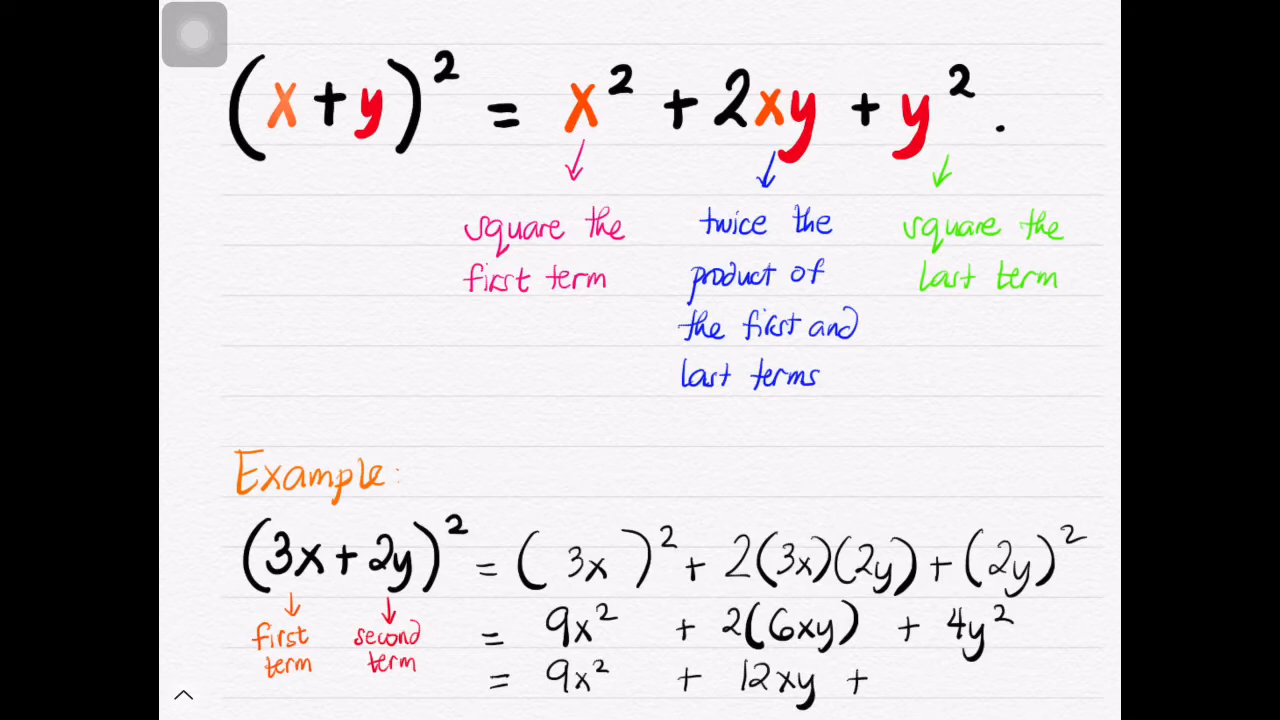 (x + y)² = x² + 2xy + y².
square the first term
twice the product of the first and last terms
square the last term
Example:
(3x + 2y)² = (3x)² + 2(3x)(2y) + (2y)²
first term
second term
= 9x² + 2(6xy) + 4y²
= 9x² + 12xy +